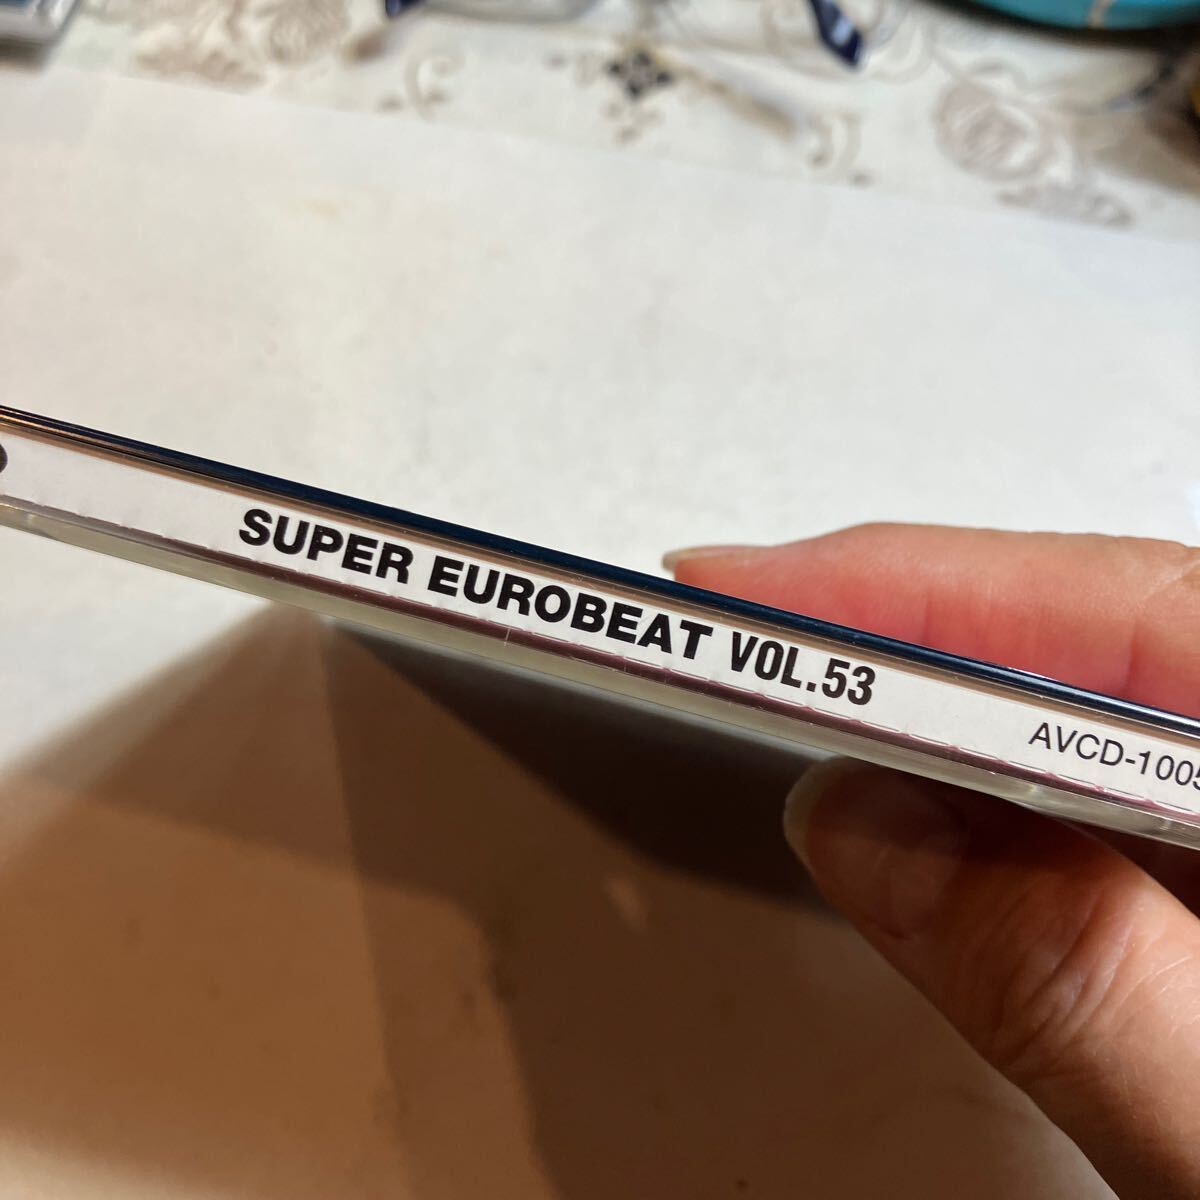 SUPER EUROBEAT VOL.53
AVCD-1005